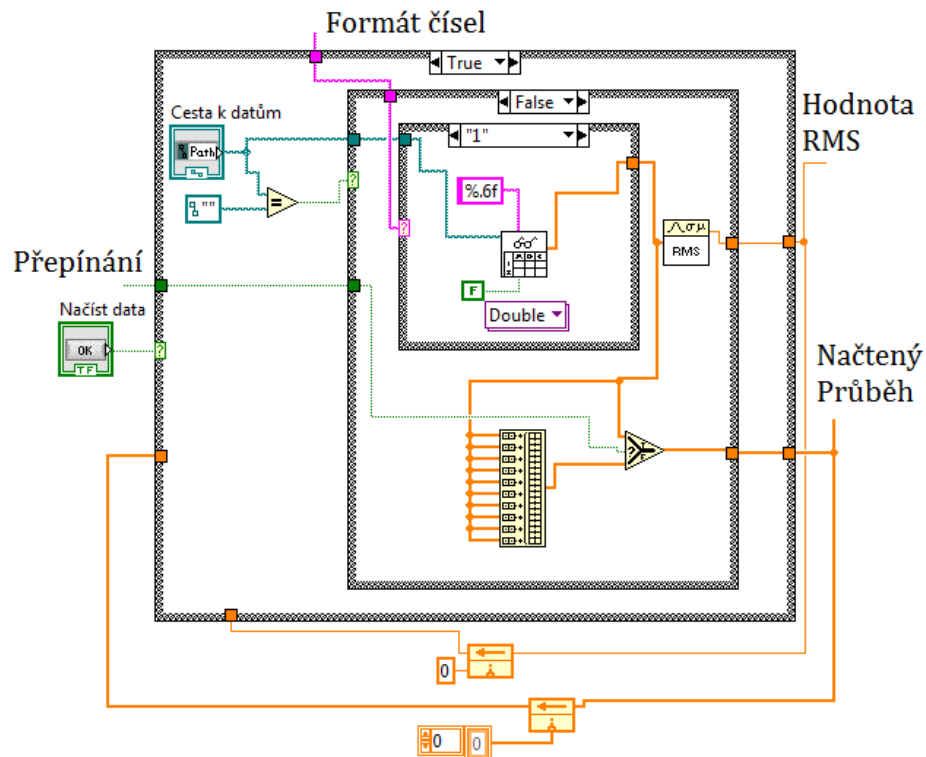 Formát čísel
True
Cesta k datům
Path
False
"1"
Hodnota
RMS
""
=
?
%.6f
?
RMS
Přepínání
F
Double
Načíst data
OK
TF
?
Načtený
Průběh
?
T
F
0
0
0